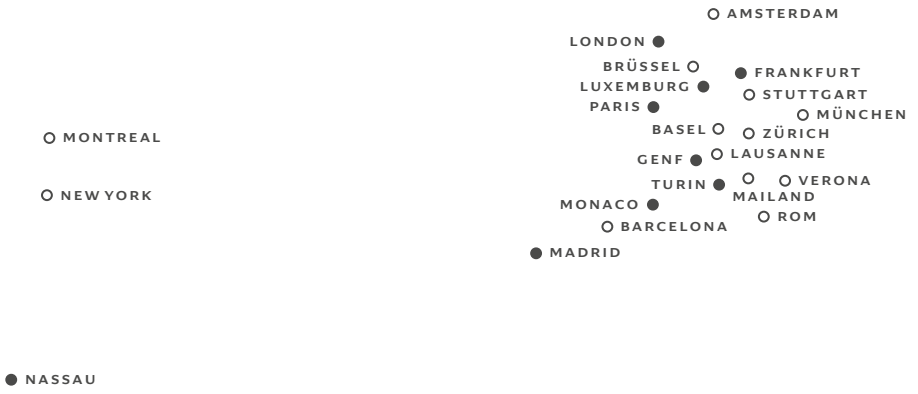 AMSTERDAM
LONDON
BRÜSSEL
FRANKFURT
LUXEMBURG
STUTTGART
PARIS
MÜNCHEN
BASEL
ZÜRICH
MONTREAL
LAUSANNE
GENF
TURIN
VERONA
NEW YORK
MAILAND
MONACO
ROM
BARCELONA
MADRID
NASSAU